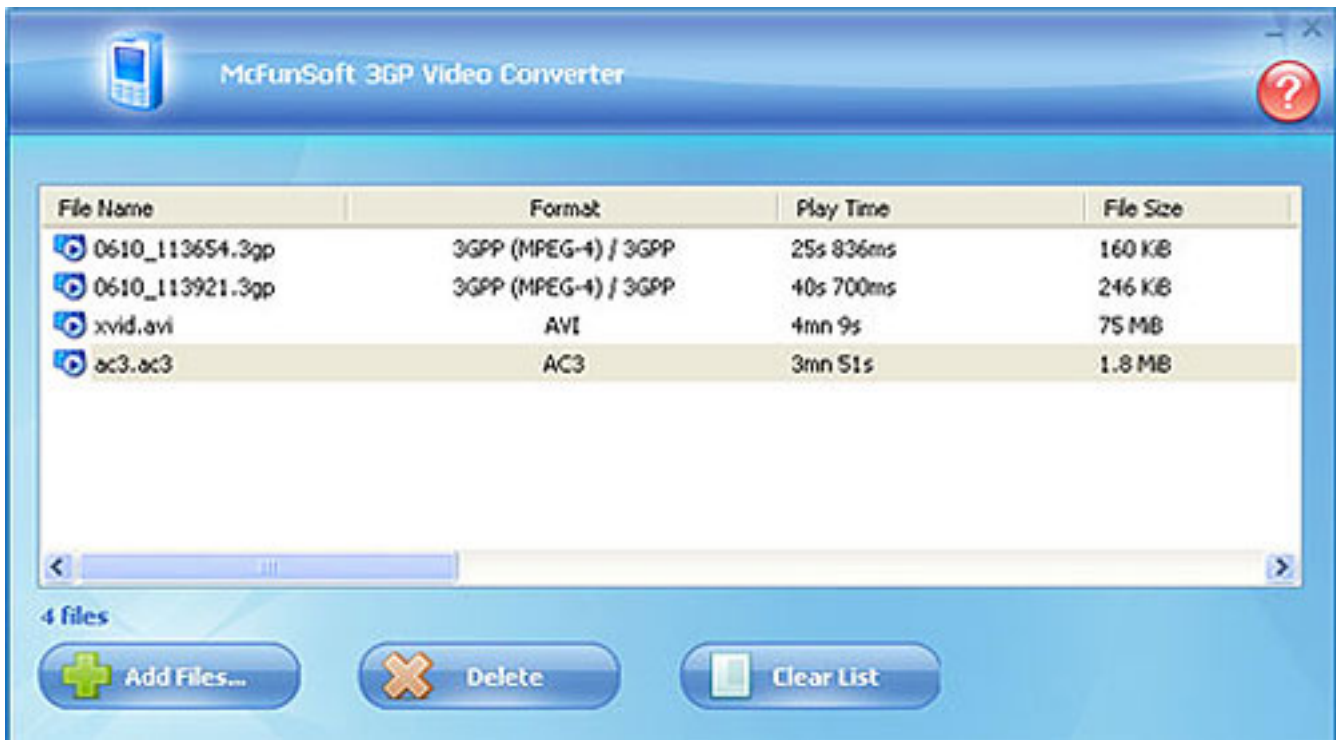 McFunSoft 3GP Video Converter
?
File Name Format Play Time File Size
0610_113654.3gp 3GPP (MPEG-4) / 3GPP 25s 836ms 160 KiB
0610_113921.3gp 3GPP (MPEG-4) / 3GPP 40s 700ms 246 KiB
xvid.avi AVI 4mn 9s 75 MiB
ac3.ac3 AC3 3mn 51s 1.8 MiB
4 files
Add Files... Delete Clear List